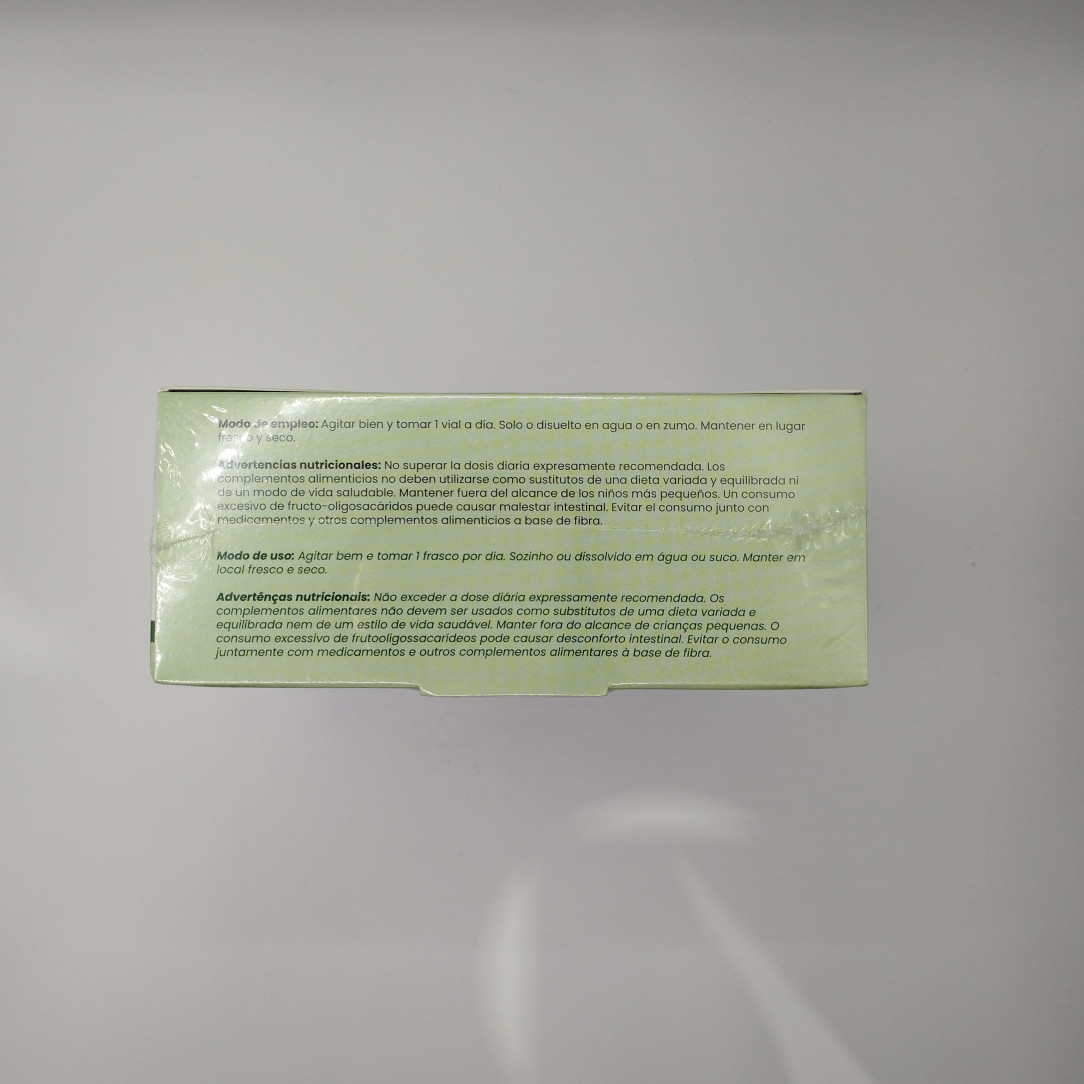 Modo de empleo: Agitar bien y tomar 1 vial a día. Solo o disuelto en agua o en zumo. Mantener en lugar
fresco y seco.
Advertencias nutricionales: No superar la dosis diaria expresamente recomendada. Los
complementos alimenticios no deben utilizarse como sustitutos de una dieta variada y equilibrada ni
de un modo de vida saludable. Mantener fuera del alcance de los niños más pequeños. Un consumo
excesivo de fructo-oligosacáridos puede causar malestar intestinal. Evitar el consumo junto con
medicamentos y otros complementos alimenticios a base de fibra.
Modo de uso: Agitar bem e tomar 1 frasco por dia. Sozinho ou dissolvido em água ou suco. Manter em
local fresco e seco.
Advertênças nutricionais: Não exceder a dose diária expressamente recomendada. Os
complementos alimentares não devem ser usados como substitutos de uma dieta variada e
equilibrada nem de um estilo de vida saudável. Manter fora do alcance de crianças pequenas. O
consumo excessivo de frutooligossacarídeos pode causar desconforto intestinal. Evitar o consumo
juntamente com medicamentos e outros complementos alimentares à base de fibra.